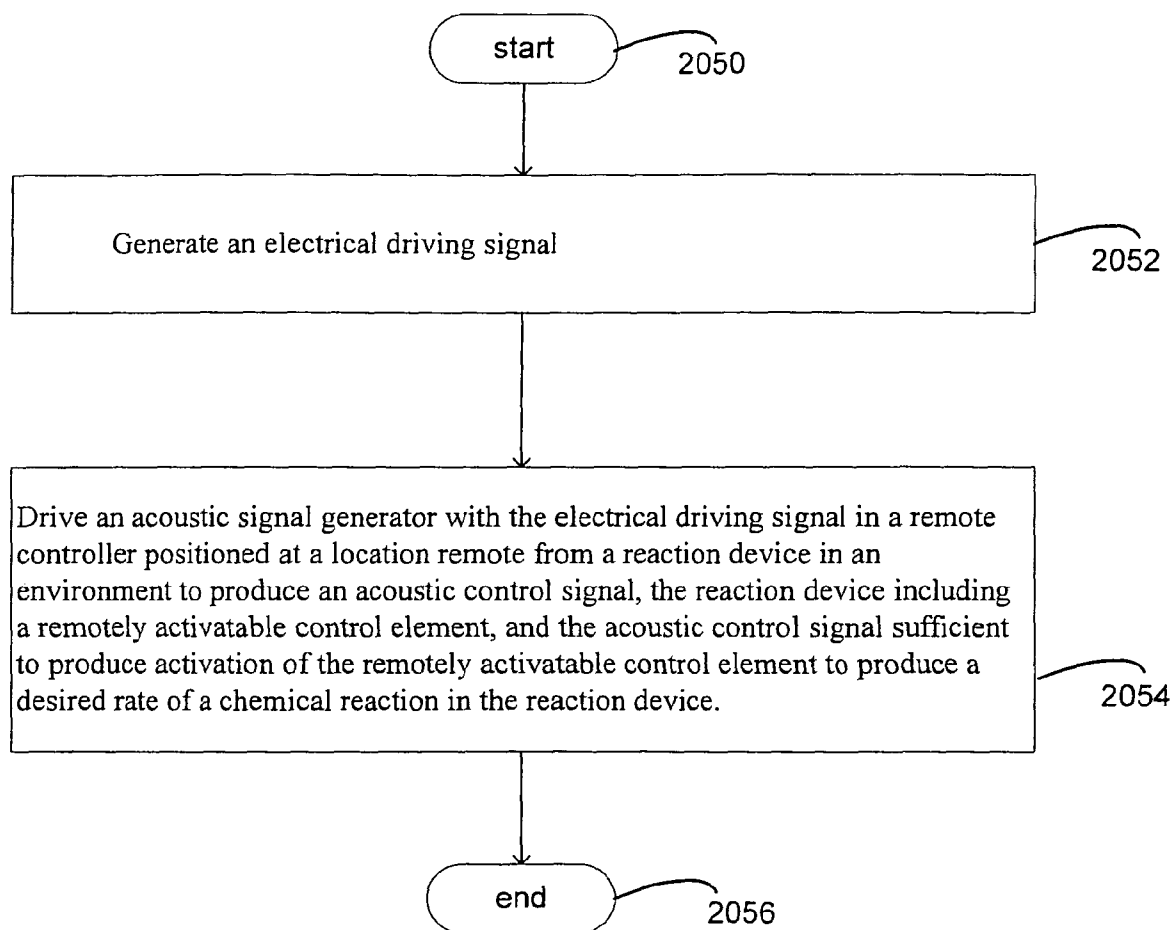 start
2050
Generate an electrical driving signal
2052
Drive an acoustic signal generator with the electrical driving signal in a remote
controller positioned at a location remote from a reaction device in an
environment to produce an acoustic control signal, the reaction device including
a remotely activatable control element, and the acoustic control signal sufficient
to produce activation of the remotely activatable control element to produce a
desired rate of a chemical reaction in the reaction device.
2054
end
2056